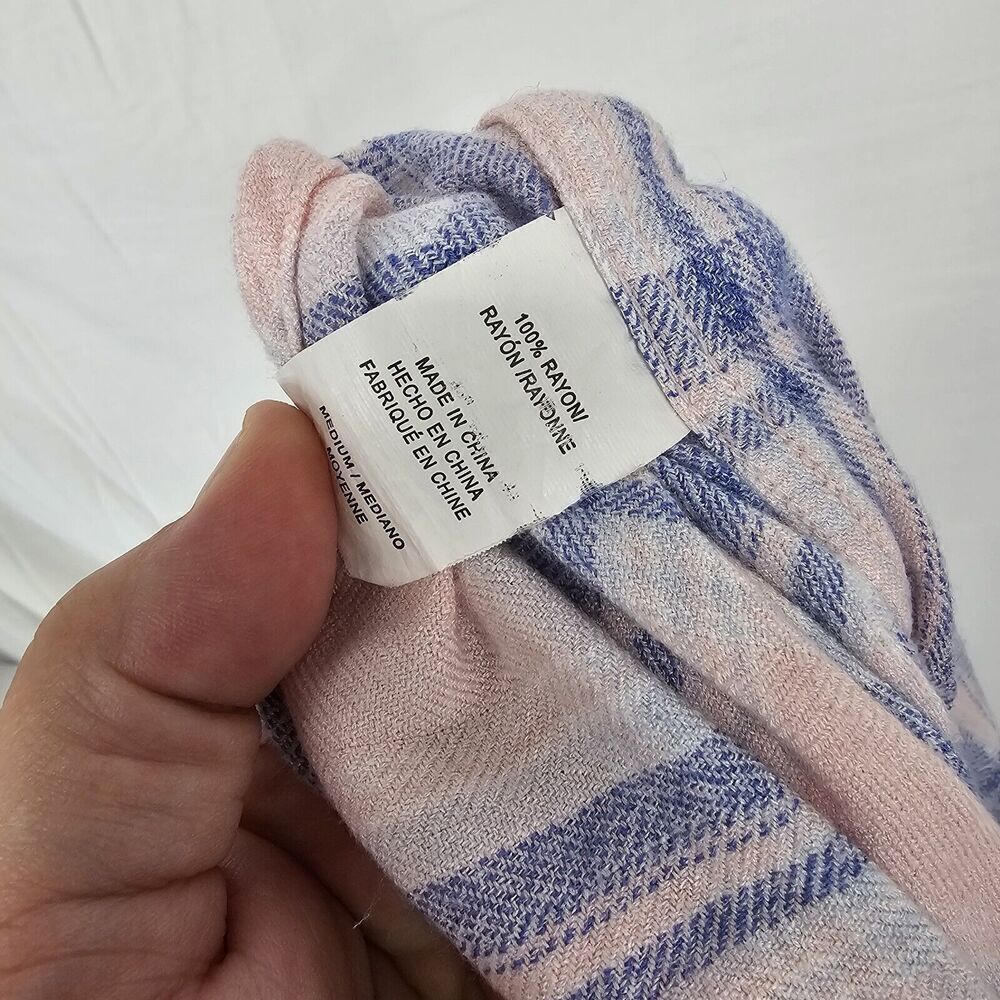 100% RAYON/
RAYÓN /RAYONNE
MADE IN CHINA
HECHO EN CHINA
FABRIQUÉ EN CHINE
MEDIUM / MEDIANO
MOYENNE